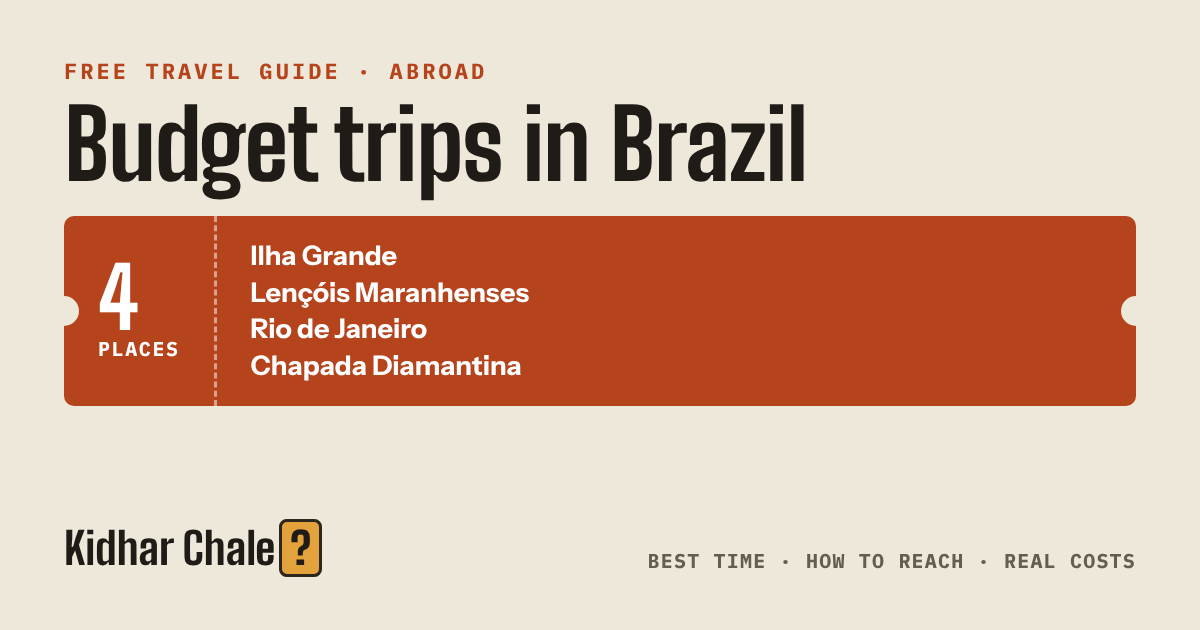 FREE TRAVEL GUIDE · ABROAD
Budget trips in Brazil
4
PLACES
Ilha Grande
Lençóis Maranhenses
Rio de Janeiro
Chapada Diamantina
Kidhar Chale ?
BEST TIME · HOW TO REACH · REAL COSTS